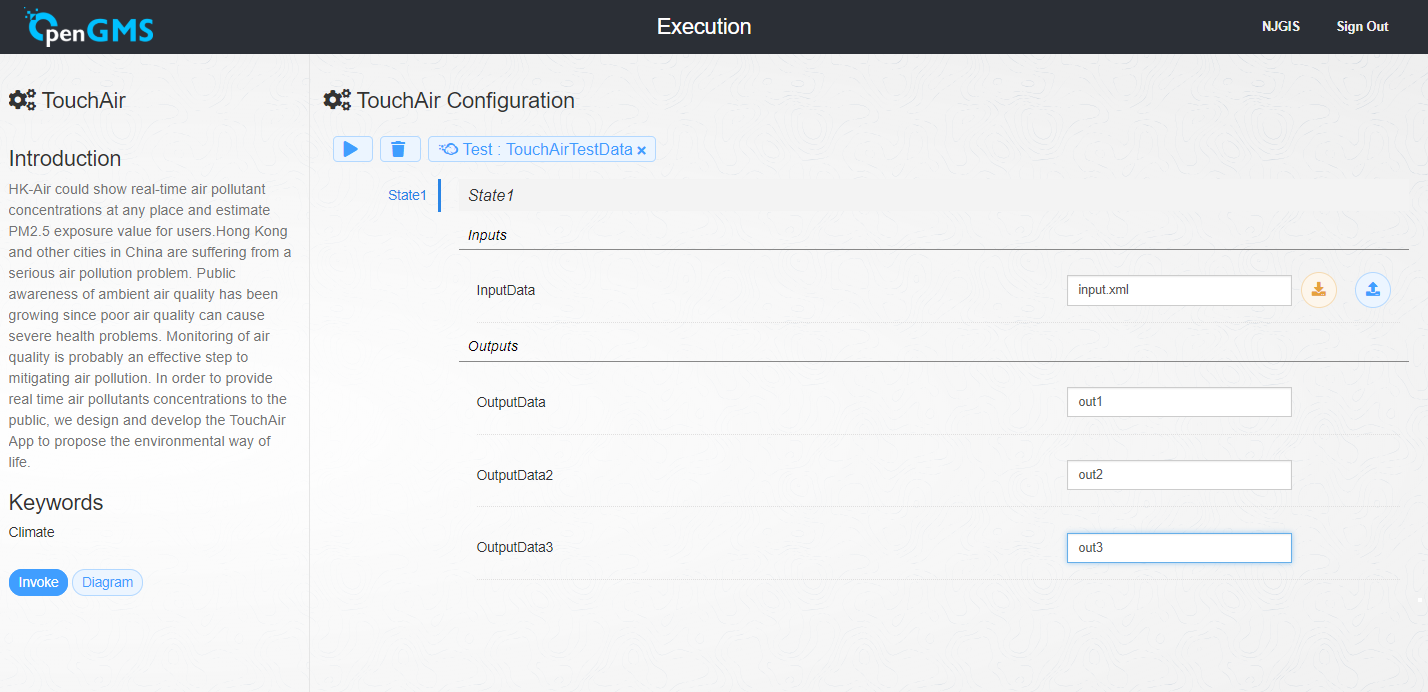 OpenGMS
Execution
NJGIS
Sign Out
TouchAir
Introduction
HK-Air could show real-time air pollutant
concentrations at any place and estimate
PM2.5 exposure value for users.Hong Kong
and other cities in China are suffering from a
serious air pollution problem. Public
awareness of ambient air quality has been
growing since poor air quality can cause
severe health problems. Monitoring of air
quality is probably an effective step to
mitigating air pollution. In order to provide
real time air pollutants concentrations to the
public, we design and develop the TouchAir
App to propose the environmental way of
life.
Keywords
Climate
Invoke
Diagram
TouchAir Configuration
Test : TouchAirTestData ×
State1
State1
Inputs
InputData
input.xml
Outputs
OutputData
out1
OutputData2
out2
OutputData3
out3